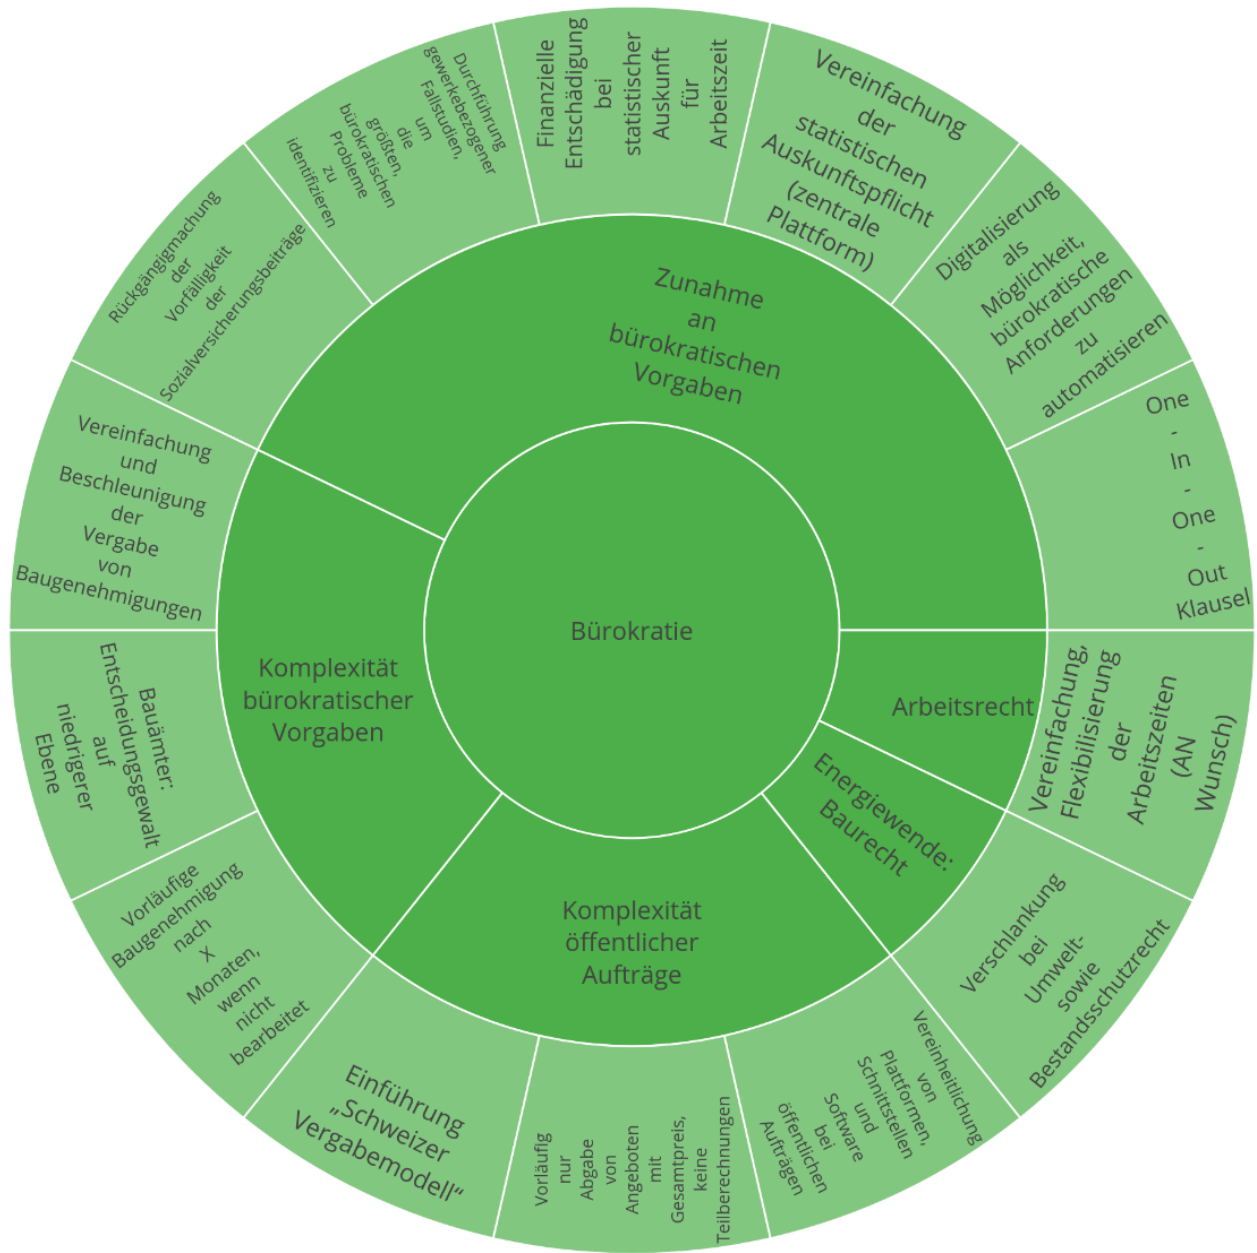 Bürokratie
Zunahme
an
bürokratischen
Vorgaben
Arbeitsrecht
Energiewende:
Baurecht
Komplexität
öffentlicher
Aufträge
Komplexität
bürokratischer
Vorgaben
Rückgängigmachung
der
Vorfälligkeit
der
Sozialversicherungsbeiträge
Durchführung
gewerkebezogener
Fallstudien,
um
die
größten,
bürokratischen
Probleme
zu
identifizieren
Finanzielle
Entschädigung
bei
statistischer
Auskunft
für
Arbeitszeit
Vereinfachung
der
statistischen
Auskunftspflicht
(zentrale
Plattform)
Digitalisierung
als
Möglichkeit,
bürokratische
Anforderungen
zu
automatisieren
One
-
In
-
One
-
Out
Klausel
Vereinfachung,
Flexibilisierung
der
Arbeitszeiten
(AN
Wunsch)
Verschlankung
bei
Umwelt-
sowie
Bestandsschutzrecht
Vereinheitlichung
von
Plattformen,
Schnittstellen
und
Software
bei
öffentlichen
Aufträgen
Vorläufig
nur
Abgabe
von
Angeboten
mit
Gesamtpreis,
keine
Teilberechnungen
Einführung
„Schweizer
Vergabemodell“
Vorläufige
Baugenehmigung
nach
X
Monaten,
wenn
nicht
bearbeitet
Bauämter:
Entscheidungsgewalt
auf
niedrigerer
Ebene
Vereinfachung
und
Beschleunigung
der
Vergabe
von
Baugenehmigungen